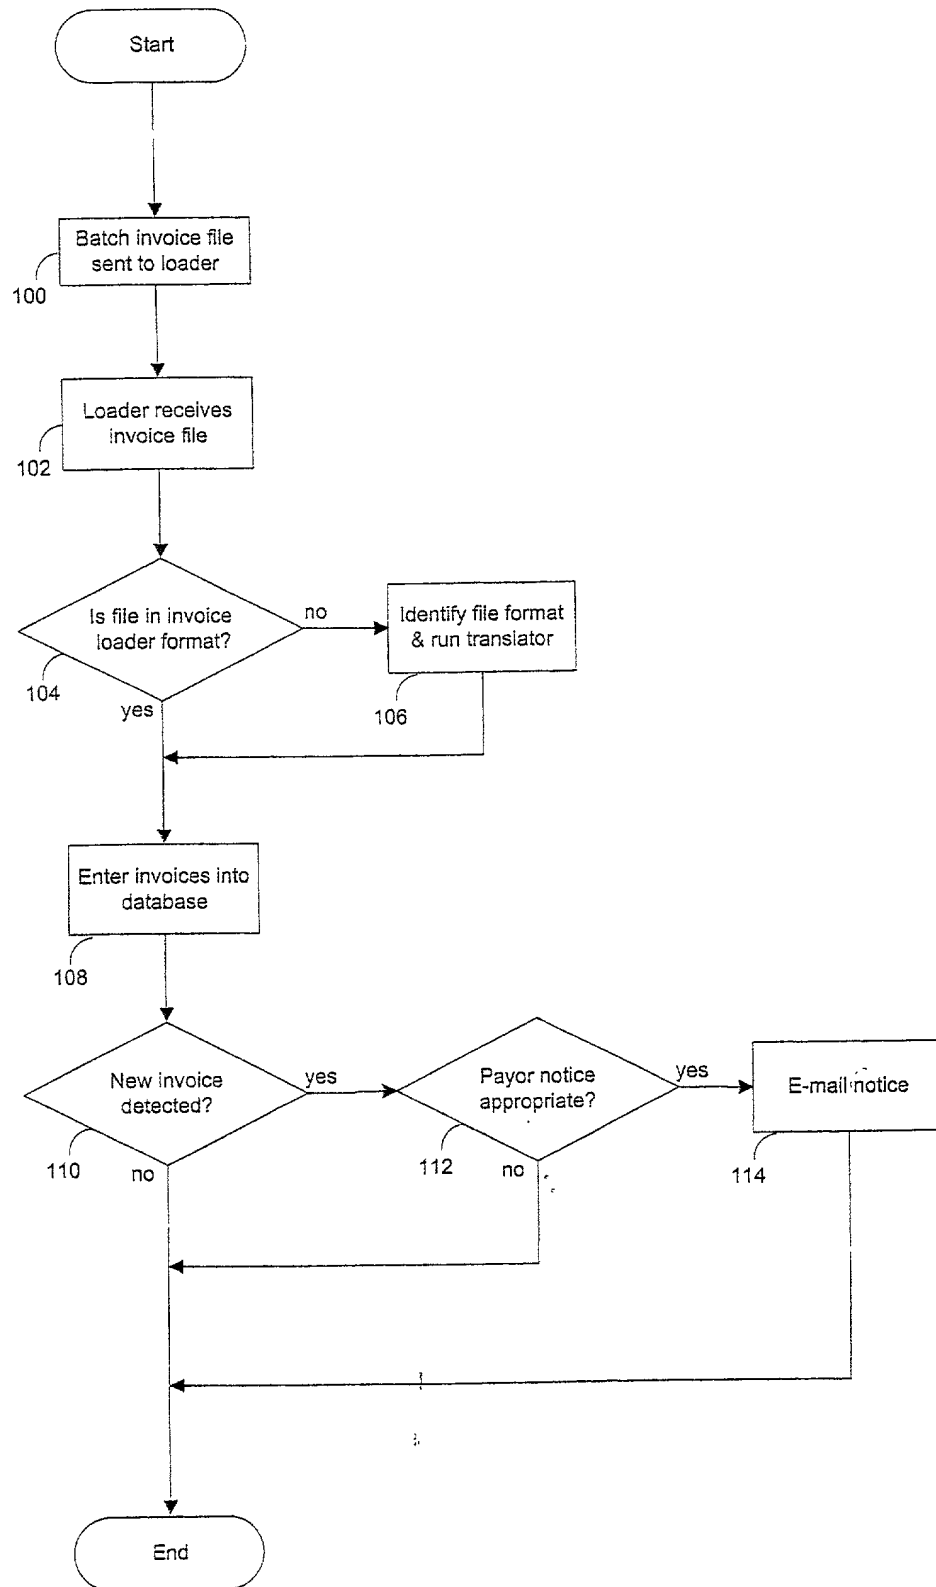 Start
Batch invoice file
sent to loader
100
Loader receives
invoice file
102
Is file in invoice
loader format?
104
no
yes
Identify file format
& run translator
106
Enter invoices into
database
108
New invoice
detected?
110
yes
no
Payor notice
appropriate?
112
yes
no
E-mail notice
114
End